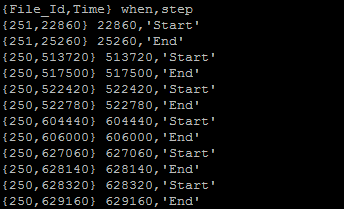 {File_Id,Time} when,step
{251,22860} 22860,'Start'
{251,25260} 25260,'End'
{250,513720} 513720,'Start'
{250,517500} 517500,'End'
{250,522420} 522420,'Start'
{250,522780} 522780,'End'
{250,604440} 604440,'Start'
{250,606000} 606000,'End'
{250,627060} 627060,'Start'
{250,628140} 628140,'End'
{250,628320} 628320,'Start'
{250,629160} 629160,'End'